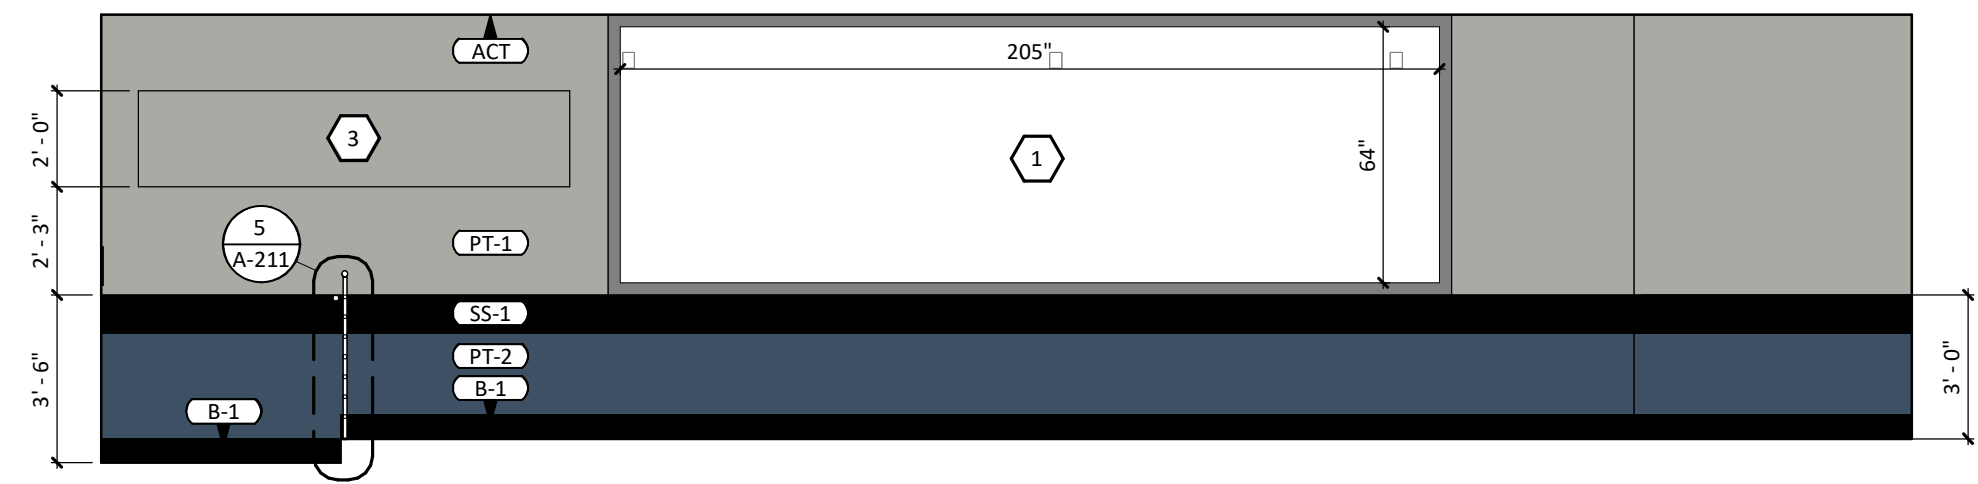 ACT
205"
2' - 0"
3
1
64"
5
A-211
2' - 3"
PT-1
SS-1
PT-2
B-1
B-1
3' - 6"
3' - 0"